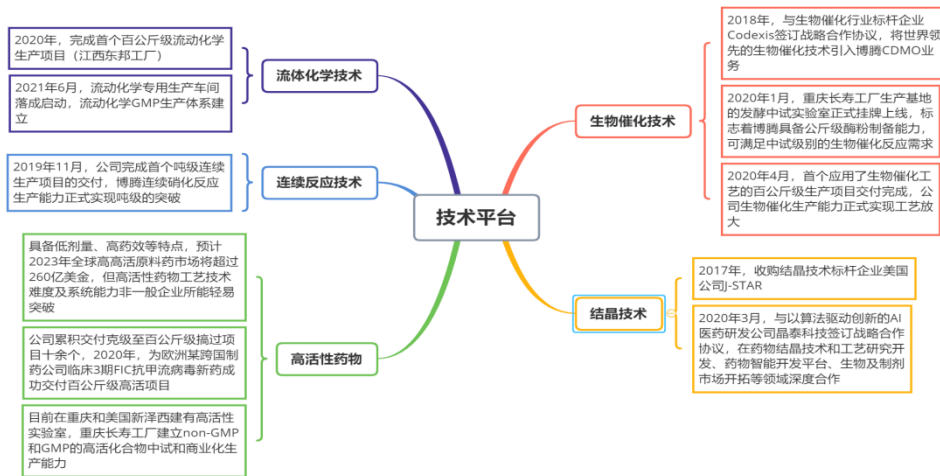 2020年，完成首个百公斤级流动化学
生产项目（江西东邦工厂）
2021年6月，流动化学专用生产车间
落成启动，流动化学GMP生产体系建
立
流体化学技术
2019年11月，公司完成首个吨级连续
生产项目的交付，博腾连续硝化反应
生产能力正式实现吨级的突破
连续反应技术
具备低剂量、高药效等特点，预计
2023年全球高高活原料药市场将超过
260亿美金，但高活性药物工艺技术
难度及系统能力非一般企业所能轻易
突破
公司累积交付克级至百公斤级搞过项
目十余个，2020年，为欧洲某跨国制
药公司临床3期FIC抗甲流病毒新药成
功交付百公斤级高活项目
目前在重庆和美国新泽西建有高活性
实验室，重庆长寿工厂建立non-GMP
和GMP的高活化合物中试和商业化生
产能力
高活性药物
技术平台
生物催化技术
2018年，与生物催化行业标杆企业
Codexis签订战略合作协议，将世界领
先的生物催化技术引入博腾CDMO业
务
2020年1月，重庆长寿工厂生产基地
的发酵中试实验室正式挂牌上线，标
志着博腾具备公斤级酶粉制备能力，
可满足中试级别的生物催化反应需求
2020年4月，首个应用了生物催化工
艺的百公斤级生产项目交付完成，公
司生物催化生产能力正式实现工艺放
大
结晶技术
2017年，收购结晶技术标杆企业美国
公司J-STAR
2020年3月，与以算法驱动创新的AI
医药研发公司晶泰科技签订战略合作
协议，在药物结晶技术和工艺研究开
发、药物智能开发平台、生物及制剂
市场开拓等领域深度合作